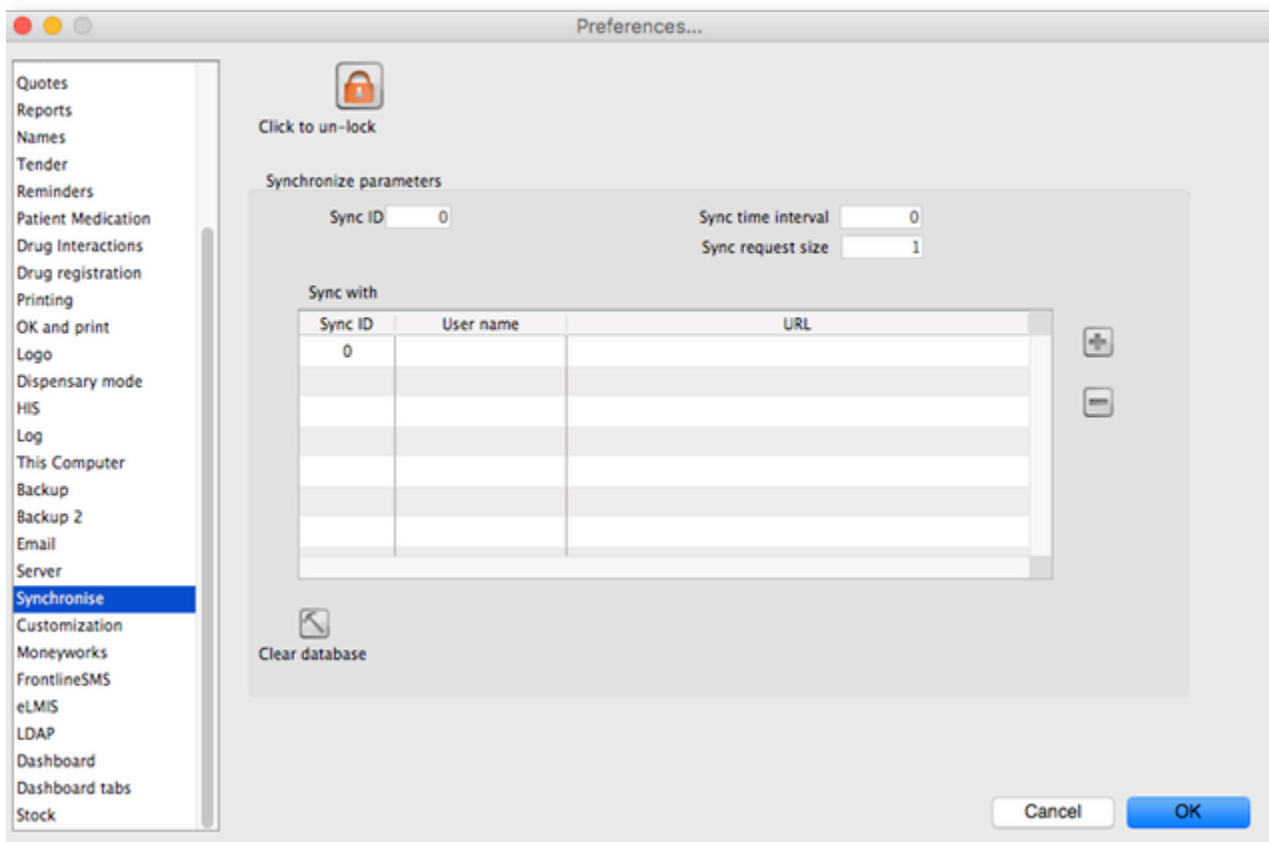 Preferences...
Quotes
Reports
Names
Tender
Reminders
Patient Medication
Drug Interactions
Drug registration
Printing
OK and print
Logo
Dispensary mode
HIS
Log
This Computer
Backup
Backup 2
Email
Server
Synchronise
Customization
Moneyworks
FrontlineSMS
eLMIS
LDAP
Dashboard
Dashboard tabs
Stock
Click to un-lock
Synchronize parameters
Sync ID 0 Sync time interval 0
Sync request size 1
Sync with
Sync ID User name URL
0
Clear database
Cancel OK